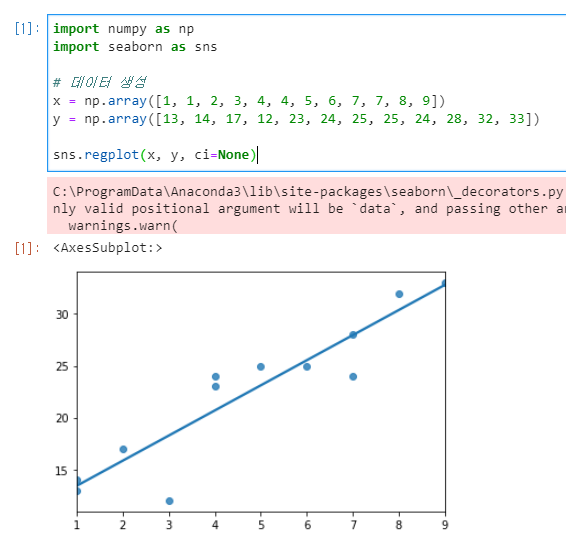 [1]:
import numpy as np
import seaborn as sns
# 데이터 생성
x = np.array([1, 1, 2, 3, 4, 4, 5, 6, 7, 7, 8, 9])
y = np.array([13, 14, 17, 12, 23, 24, 25, 25, 24, 28, 32, 33])
sns.regplot(x, y, ci=None)
C:\ProgramData\Anaconda3\lib\site-packages\seaborn\_decorators.py
nly valid positional argument will be `data`, and passing other
warnings.warn(
[1]: <AxesSubplot:>
30
25
20
15
1 2 3 4 5 6 7 8 9